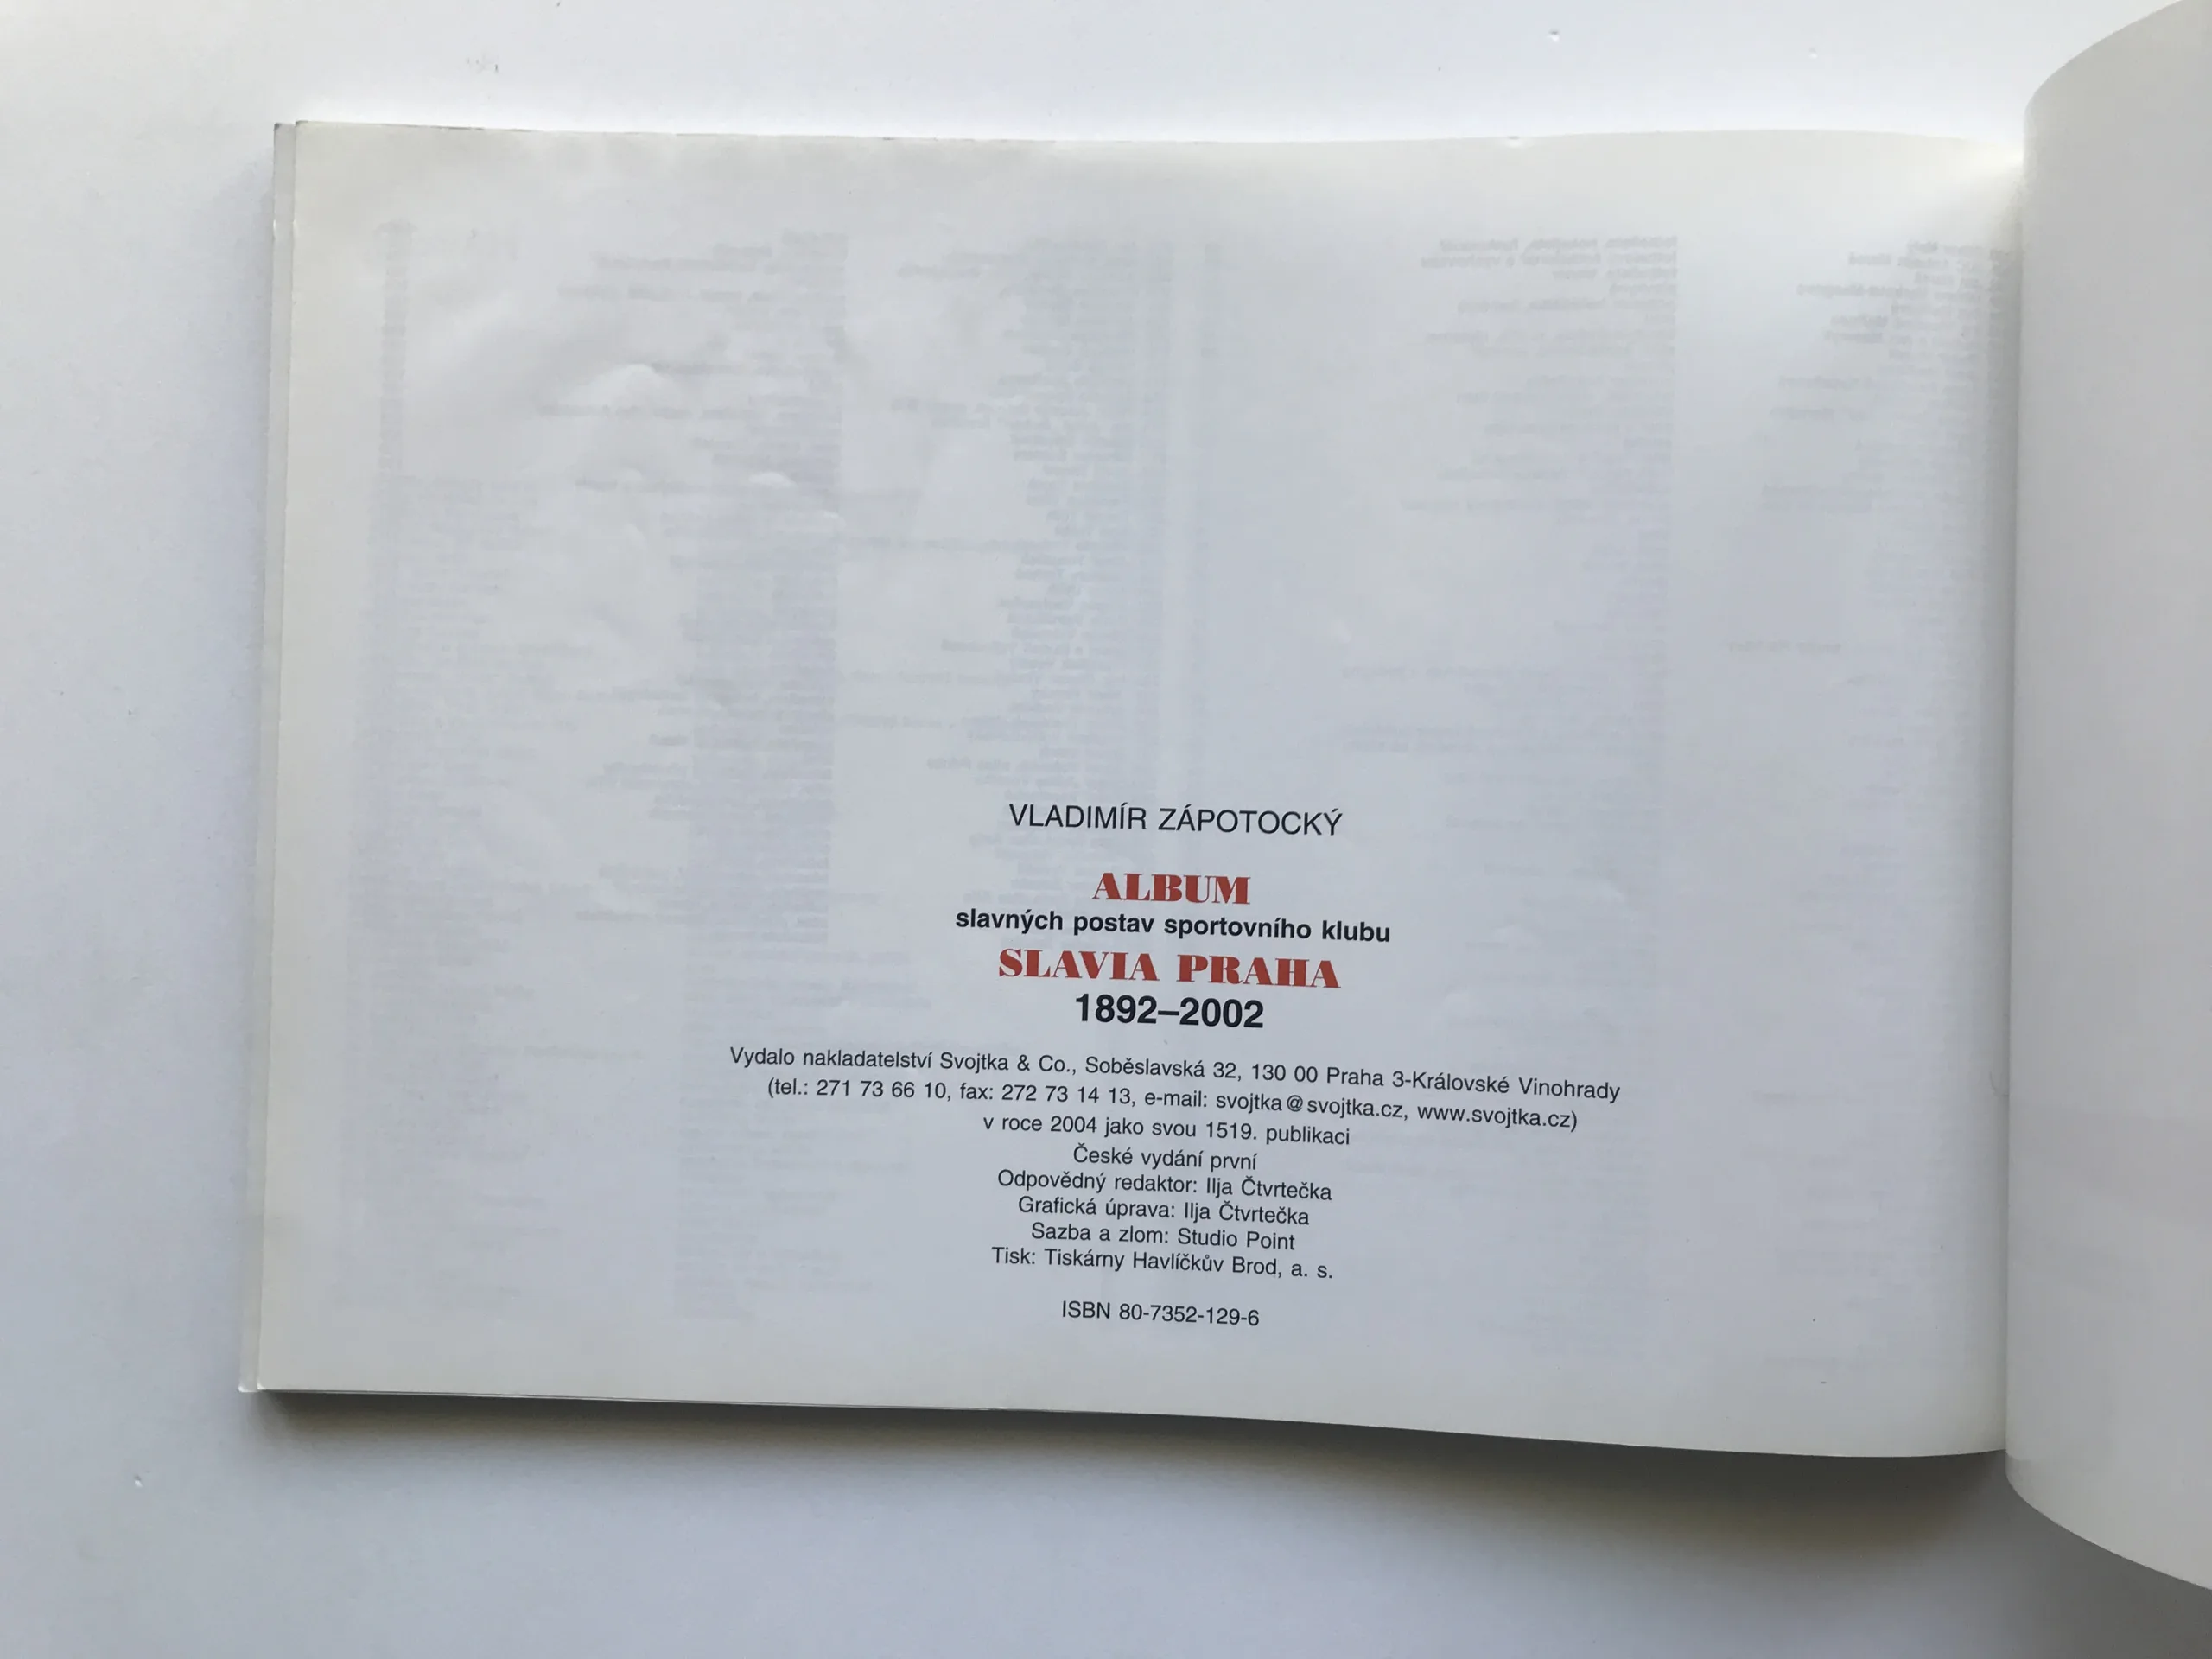 VLADIMÍR ZÁPOTOCKÝ
ALBUM
slavných postav sportovního klubu
SLAVIA PRAHA
1892–2002
Vydalo nakladatelství Svojtka & Co., Soběslavská 32, 130 00 Praha 3-Královské Vinohrady
(tel.: 271 73 66 10, fax: 272 73 14 13, e-mail: svojtka@svojtka.cz, www.svojtka.cz)
v roce 2004 jako svou 1519. publikaci
České vydání první
Odpovědný redaktor: Ilja Čtvrtečka
Grafická úprava: Ilja Čtvrtečka
Sazba a zlom: Studio Point
Tisk: Tiskárny Havlíčkův Brod, a. s.
ISBN 80-7352-129-6